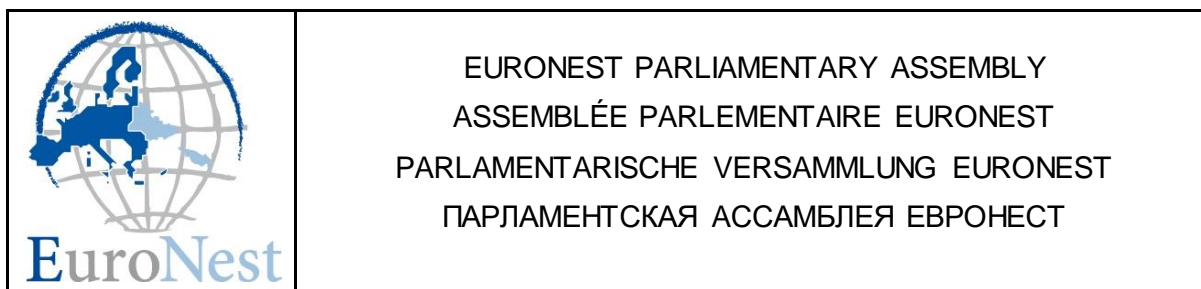 EuroNest
EURONEST PARLIAMENTARY ASSEMBLY
ASSEMBLÉE PARLEMENTAIRE EURONEST
PARLAMENTARISCHE VERSAMMLUNG EURONEST
ПАРЛАМЕНТСКАЯ АССАМБЛЕЯ ЕВРОНЕСТ